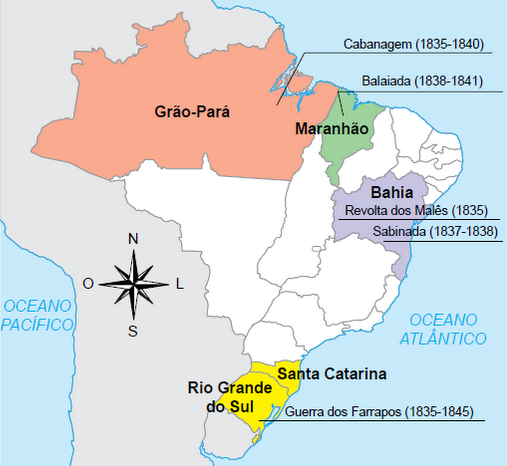 Cabanagem (1835-1840)
Balaiada (1838-1841)
Grão-Pará
Maranhão
Bahia
Revolta dos Malês (1835)
Sabinada (1837-1838)
N
O
L
S
OCEANO
PACÍFICO
OCEANO
ATLÂNTICO
Santa Catarina
Rio Grande
do Sul
Guerra dos Farrapos (1835-1845)